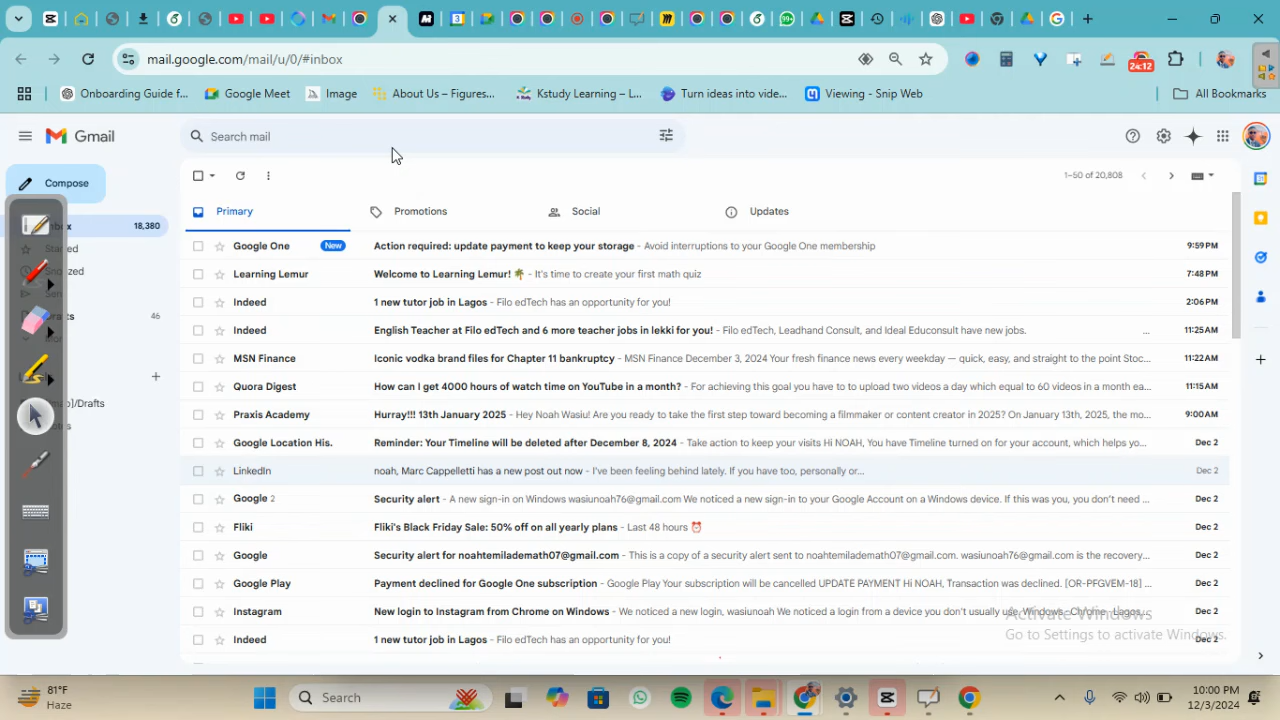 99+
mail.google.com/mail/u/0/#inbox
24:12
Onboarding Guide f...
Google Meet
Image
About Us – Figures...
Kstudy Learning – L...
Turn ideas into vide...
Viewing - Snip Web
All Bookmarks
Gmail
Search mail
Compose
1–50 of 20,808
Primary
Promotions
Social
Updates
18,380
Google One New Action required: update payment to keep your storage - Avoid interruptions to your Google One membership 9:59 PM
Learning Lemur Welcome to Learning Lemur! 🌴 - It's time to create your first math quiz 7:48 PM
Indeed 1 new tutor job in Lagos - Filo edTech has an opportunity for you! 2:06 PM
46
Indeed English Teacher at Filo edTech and 6 more teacher jobs in lekki for you! - Filo edTech, Leadhand Consult, and Ideal Educonsult have new jobs. ... 11:25 AM
MSN Finance Iconic vodka brand files for Chapter 11 bankruptcy - MSN Finance December 3, 2024 Your fresh finance news every weekday — quick, easy, and straight to the point Stoc... 11:22 AM
Quora Digest How can I get 4000 hours of watch time on YouTube in a month? - For achieving this goal you have to to upload two videos a day which equal to 60 videos in a month ea... 11:15 AM
]/Drafts
Praxis Academy Hurray!!! 13th January 2025 - Hey Noah Wasiu! Are you ready to take the first step toward becoming a filmmaker or content creator in 2025? On January 13th, 2025, the mo... 9:00 AM
Google Location His. Reminder: Your Timeline will be deleted after December 8, 2024 - Take action to keep your visits Hi NOAH, You have Timeline turned on for your account, which helps yo... Dec 2
LinkedIn noah, Marc Cappelletti has a new post out now - I've been feeling behind lately. If you have too, personally or... Dec 2
Google 2 Security alert - A new sign-in on Windows wasiunoah76@gmail.com We noticed a new sign-in to your Google Account on a Windows device. If this was you, you don't need ... Dec 2
Fliki Fliki's Black Friday Sale: 50% off on all yearly plans - Last 48 hours ⏰ Dec 2
Google Security alert for noahtemilademath07@gmail.com - This is a copy of a security alert sent to noahtemilademath07@gmail.com. wasiunoah76@gmail.com is the recovery... Dec 2
Google Play Payment declined for Google One subscription - Google Play Your subscription will be cancelled UPDATE PAYMENT Hi NOAH, Transaction was declined. [OR-PFGVEM-18] ... Dec 2
Instagram New login to Instagram from Chrome on Windows - We noticed a new login, wasiunoah We noticed a login from a device you don't usually use. Windows · Chrome · Lagos,... Dec 2
Indeed 1 new tutor job in Lagos - Filo edTech has an opportunity for you! Dec 2
Activate Windows
Go to Settings to activate Windows.
81°F
Haze
Search
10:00 PM
12/3/2024